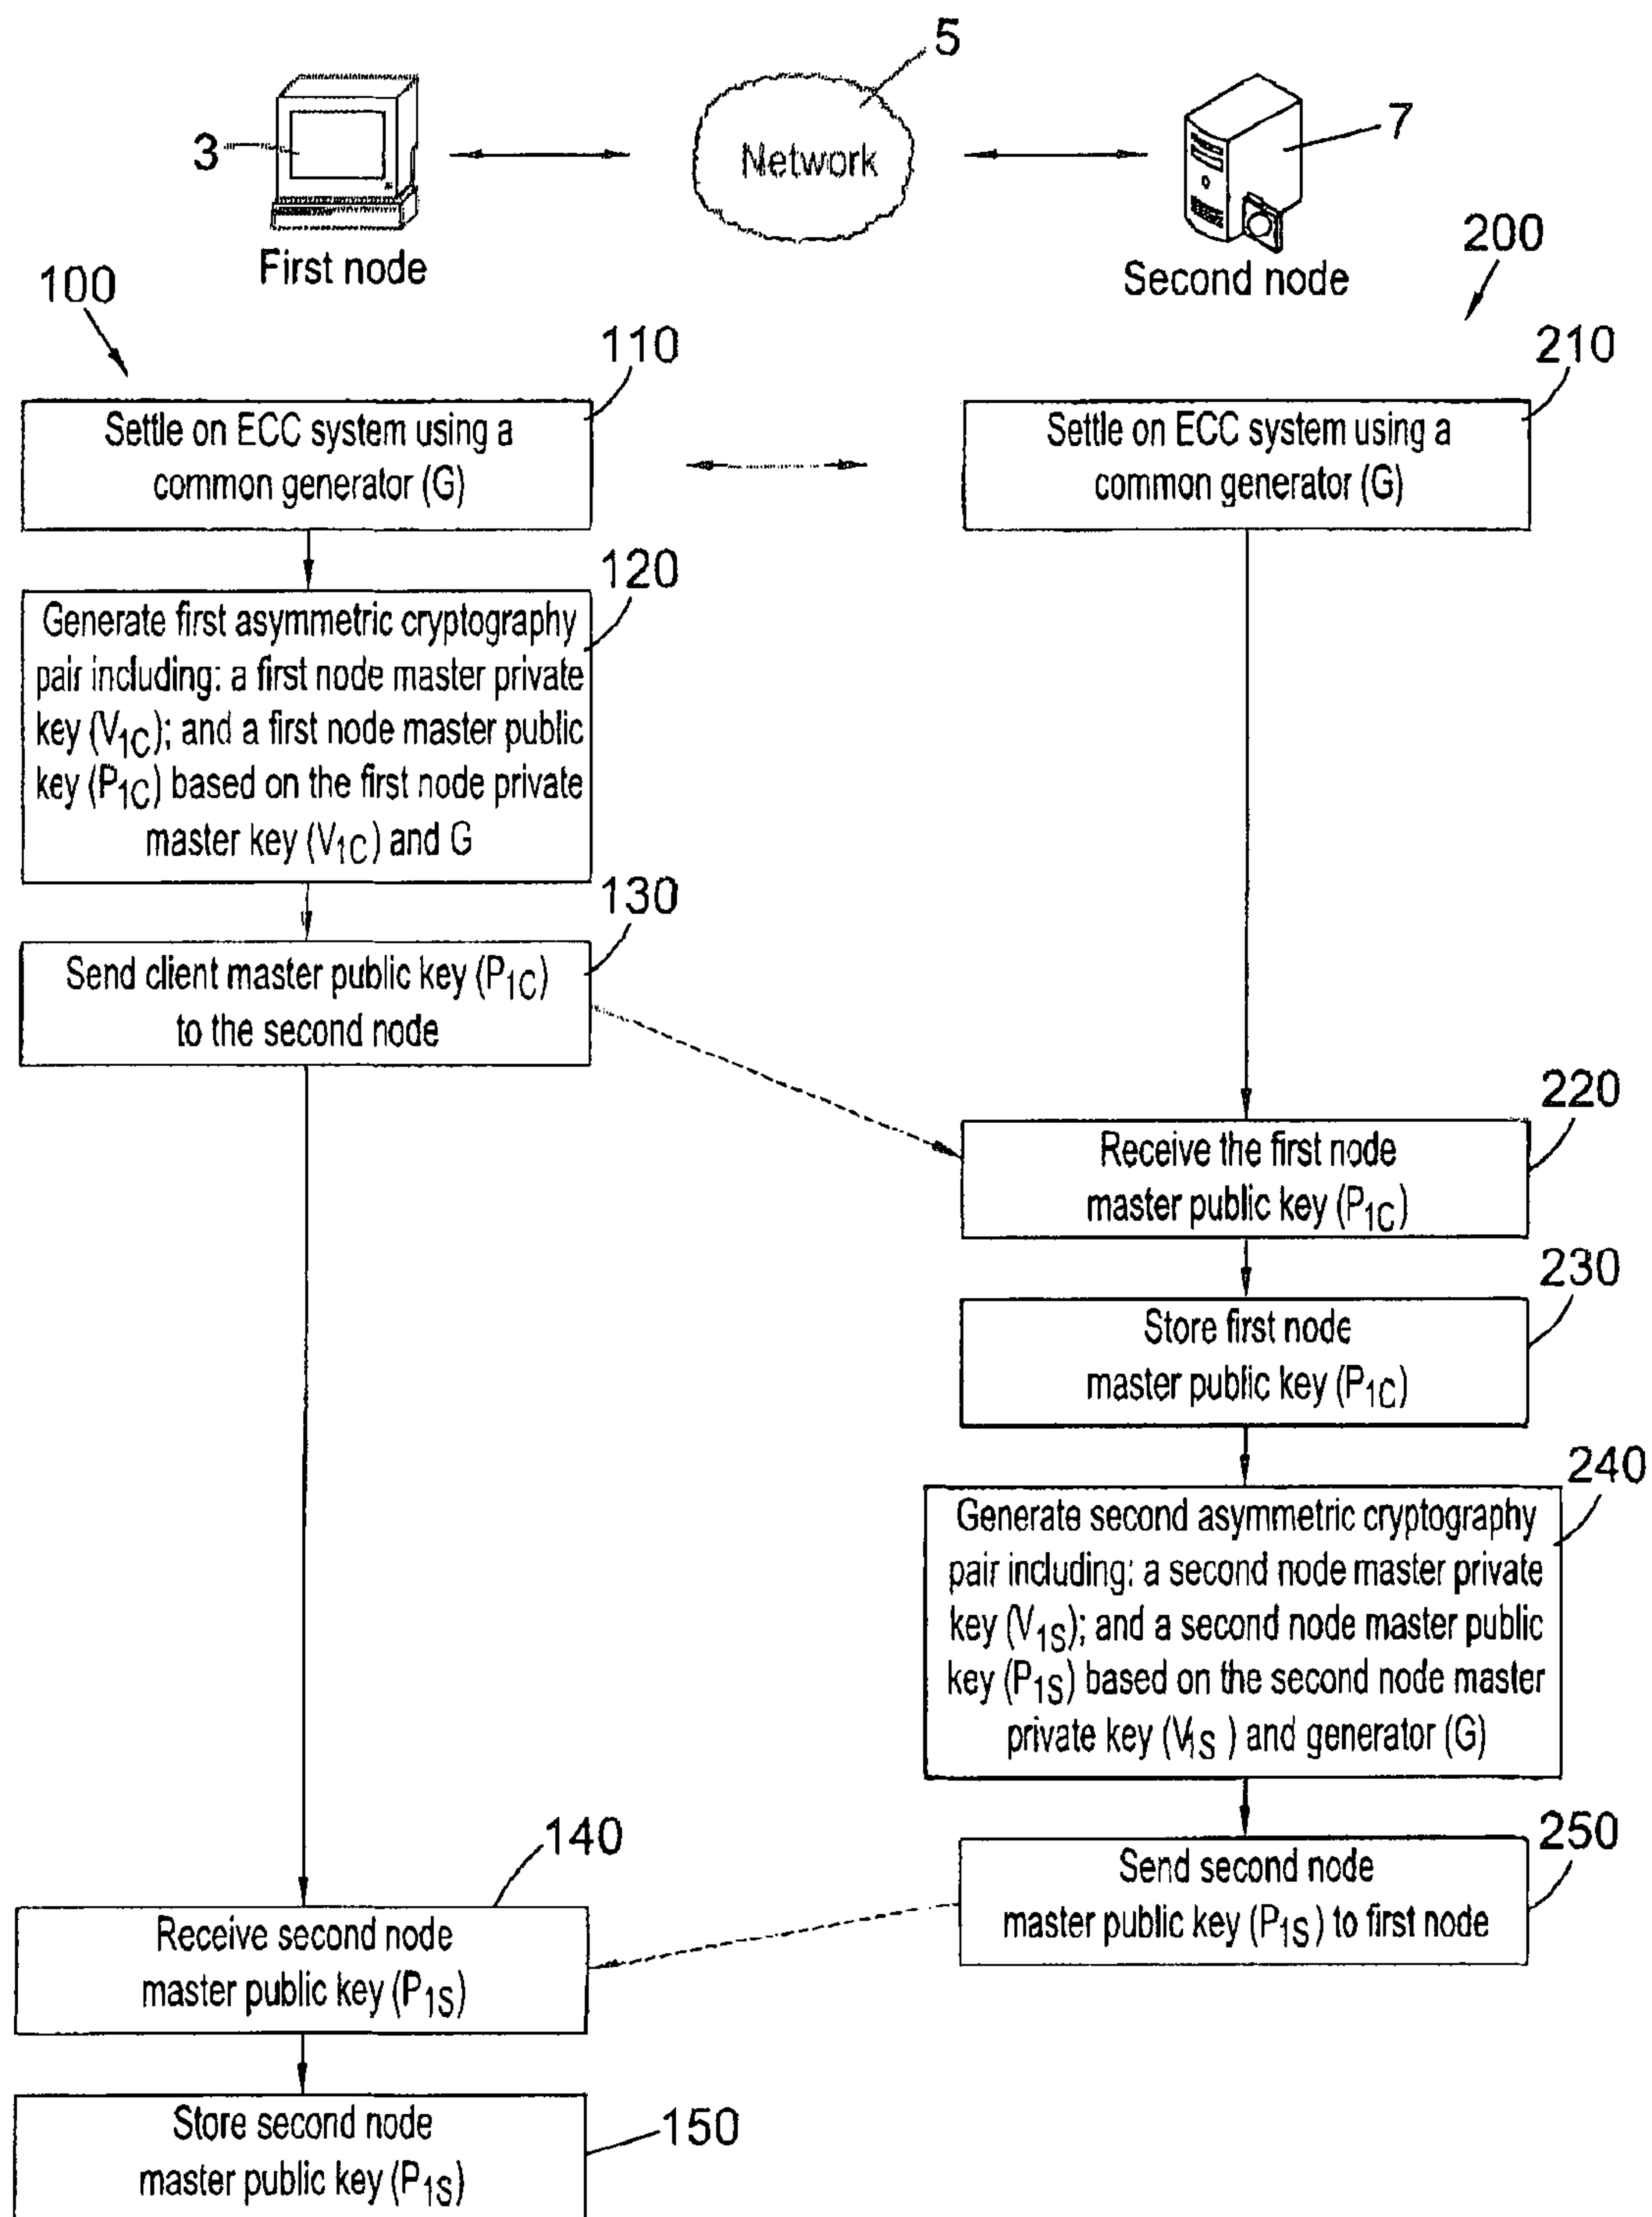 5
3
Network
7
First node
Second node
100
200
110
210
Settle on ECC system using a
common generator (G)
Settle on ECC system using a
common generator (G)
120
Generate first asymmetric cryptography
pair including: a first node master private
key (V1C); and a first node master public
key (P1C) based on the first node private
master key (V1C) and G
130
Send client master public key (P1C)
to the second node
220
Receive the first node
master public key (P1C)
230
Store first node
master public key (P1C)
240
Generate second asymmetric cryptography
pair including: a second node master private
key (V1S); and a second node master public
key (P1S) based on the second node master
private key (V1S) and generator (G)
250
Send second node
master public key (P1S) to first node
140
Receive second node
master public key (P1S)
150
Store second node
master public key (P1S)